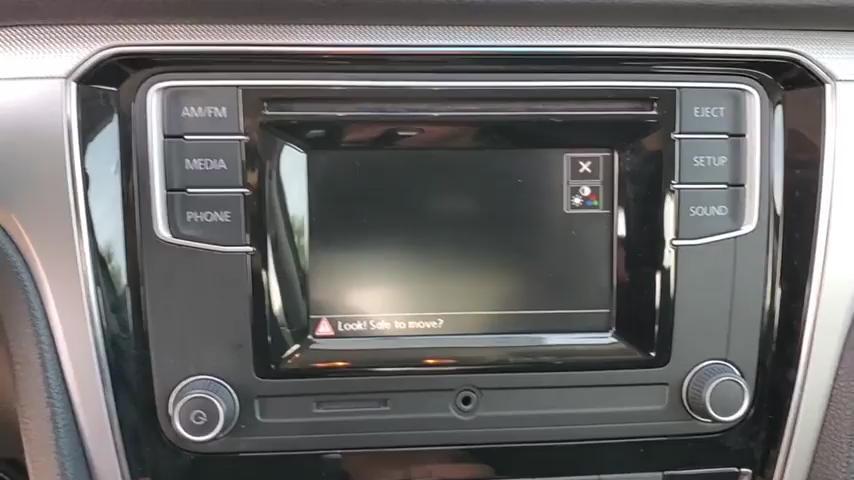 AM/FM
EJECT
MEDIA
SETUP
PHONE
SOUND
Look! Safe to move?